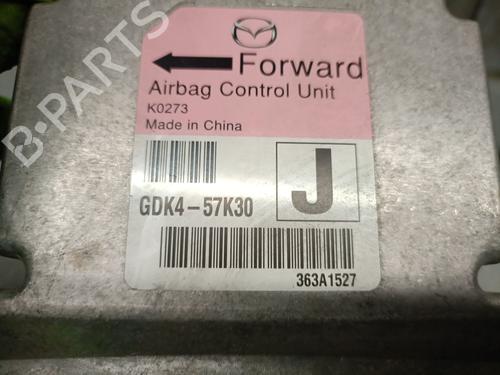 Forward
Airbag Control Unit
K0273
Made in China
J
GDK4-57K30
363A1527
B-PARTS